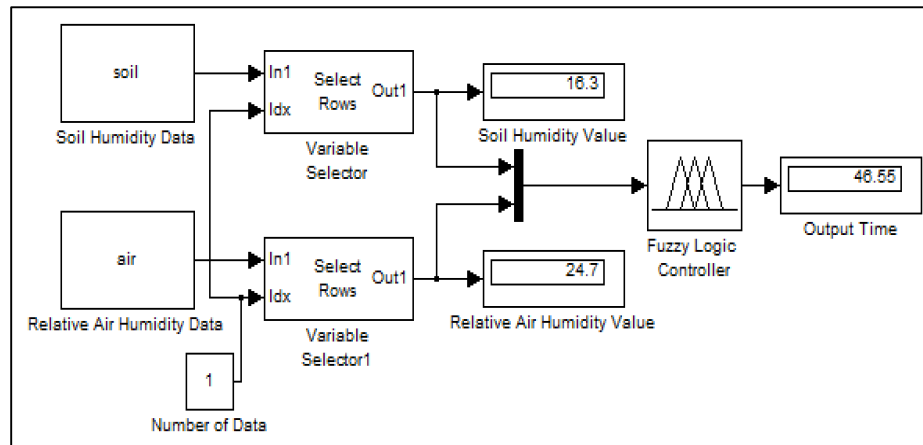 soil
Soil Humidity Data
In1
Idx
Select
Rows
Out1
Variable
Selector
16.3
Soil Humidity Value
air
Relative Air Humidity Data
In1
Idx
Select
Rows
Out1
Variable
Selector1
24.7
Relative Air Humidity Value
1
Number of Data
Fuzzy Logic
Controller
46.55
Output Time